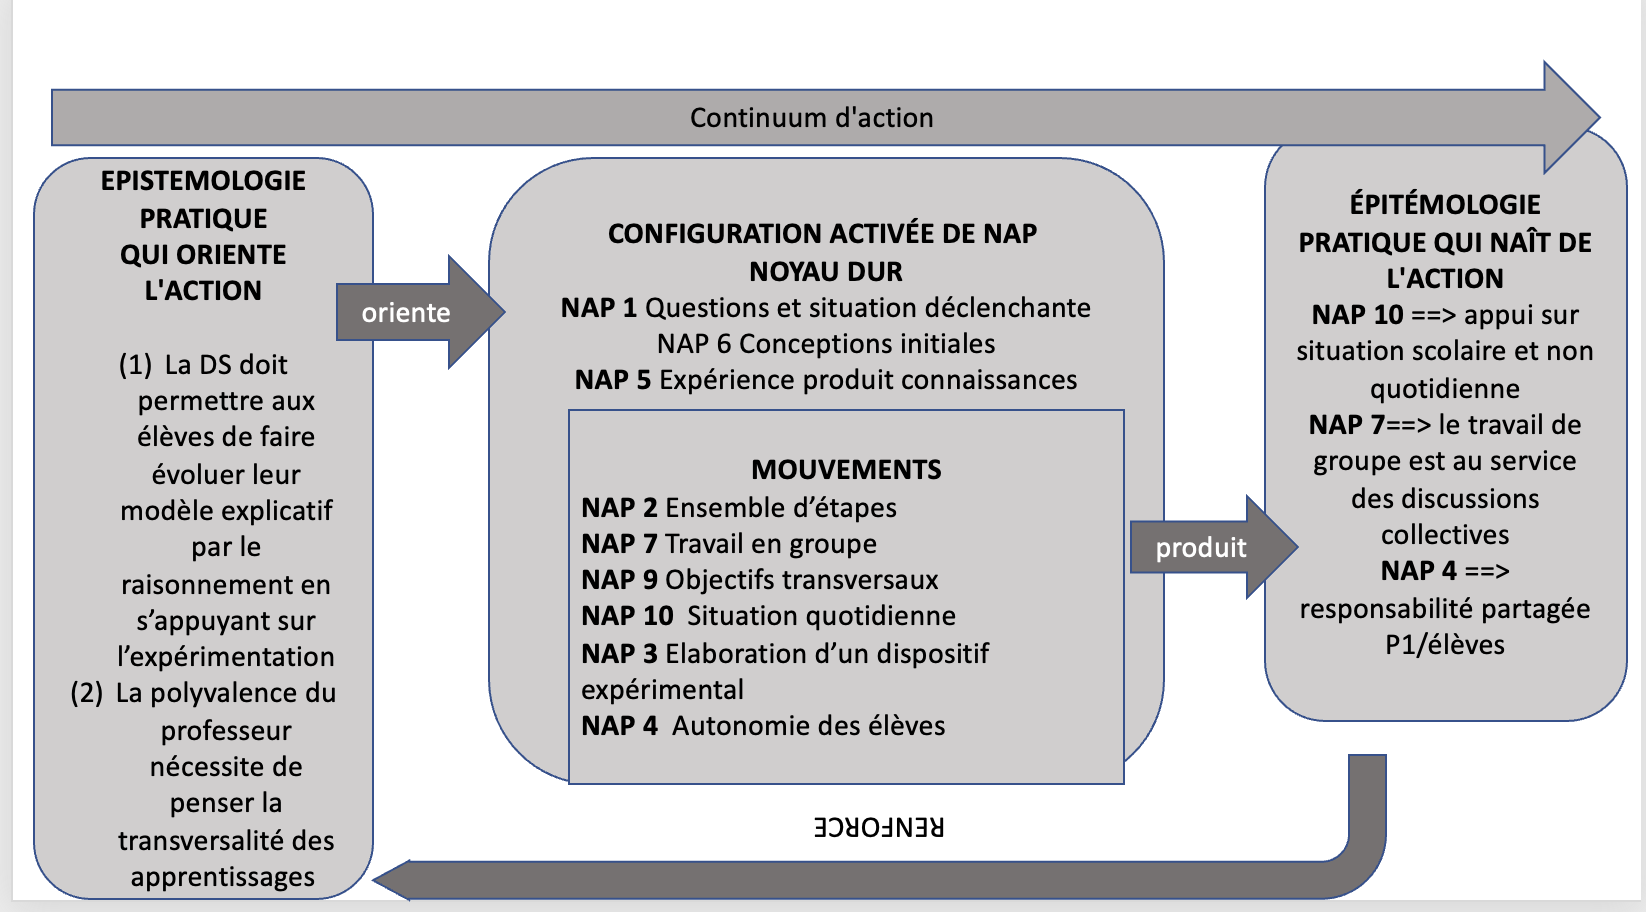 Continuum d'action
EPISTEMOLOGIE
PRATIQUE
QUI ORIENTE
L'ACTION
(1) La DS doit
permettre aux
élèves de faire
évoluer leur
modèle explicatif
par le
raisonnement en
s’appuyant sur
l’expérimentation
(2) La polyvalence du
professeur
nécessite de
penser la
transversalité des
apprentissages
oriente
CONFIGURATION ACTIVÉE DE NAP
NOYAU DUR
NAP 1 Questions et situation déclenchante
NAP 6 Conceptions initiales
NAP 5 Expérience produit connaissances
MOUVEMENTS
NAP 2 Ensemble d’étapes
NAP 7 Travail en groupe
NAP 9 Objectifs transversaux
NAP 10 Situation quotidienne
NAP 3 Elaboration d’un dispositif
expérimental
NAP 4 Autonomie des élèves
produit
ÉPITÉMOLOGIE
PRATIQUE QUI NAÎT DE
L'ACTION
NAP 10 ==> appui sur
situation scolaire et non
quotidienne
NAP 7==> le travail de
groupe est au service
des discussions
collectives
NAP 4 ==>
responsabilité partagée
P1/élèves
RENFORCE